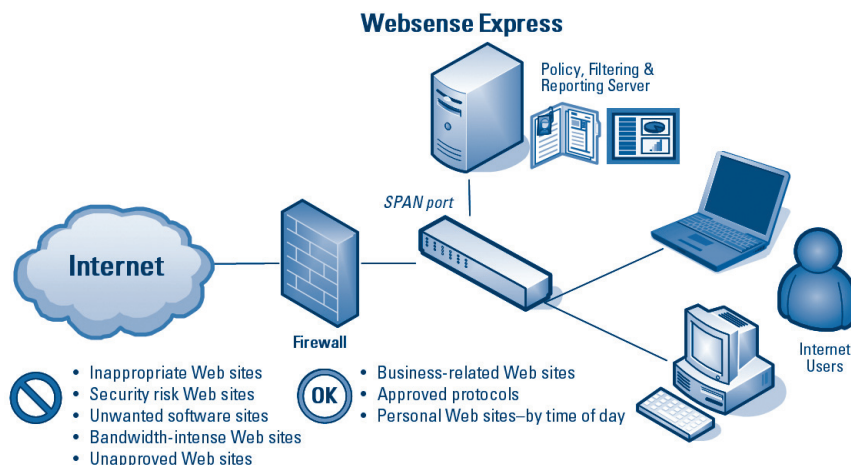 Websense Express
Policy, Filtering &
Reporting Server
SPAN port
Internet
Firewall
Internet
Users
• Inappropriate Web sites
• Security risk Web sites
• Unwanted software sites
• Bandwidth-intense Web sites
• Unapproved Web sites
OK
• Business-related Web sites
• Approved protocols
• Personal Web sites–by time of day